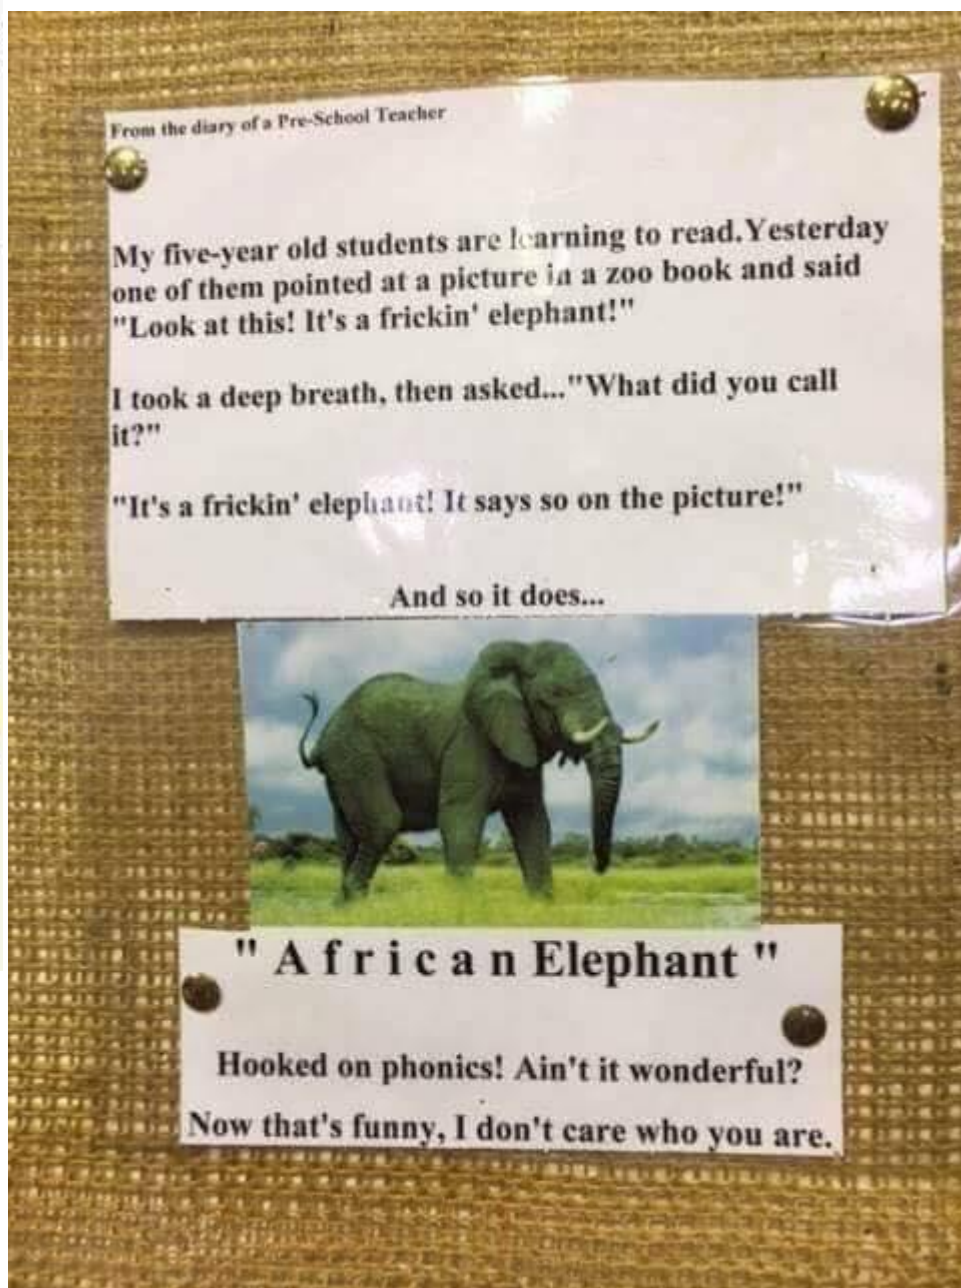 From the diary of a Pre-School Teacher
My five-year old students are learning to read.Yesterday
one of them pointed at a picture in a zoo book and said
"Look at this! It's a frickin' elephant!"
I took a deep breath, then asked..."What did you call
it?"
"It's a frickin' elephant! It says so on the picture!"
And so it does...
" A f r i c a n Elephant "
Hooked on phonics! Ain't it wonderful?
Now that's funny, I don't care who you are.